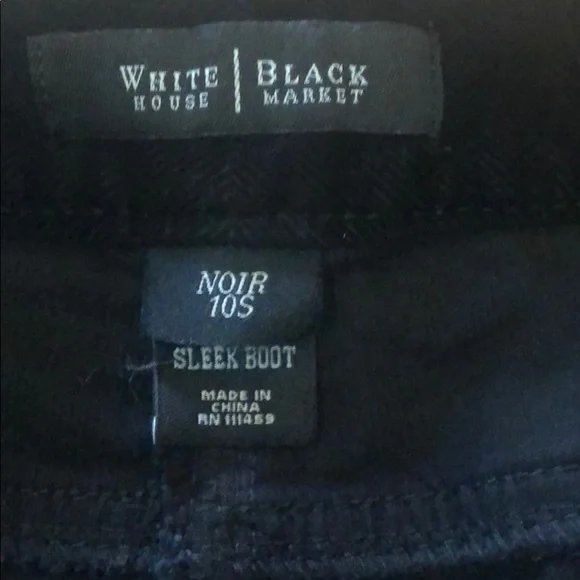 WHITE | BLACK
HOUSE | MARKET
NOIR
10S
SLEEK BOOT
MADE IN
CHINA
RN 111459